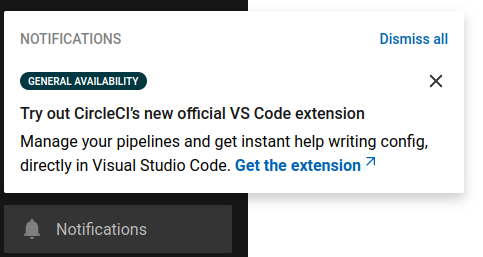 NOTIFICATIONS
Dismiss all
GENERAL AVAILABILITY
Try out CircleCI's new official VS Code extension
Manage your pipelines and get instant help writing config,
directly in Visual Studio Code. Get the extension
Notifications